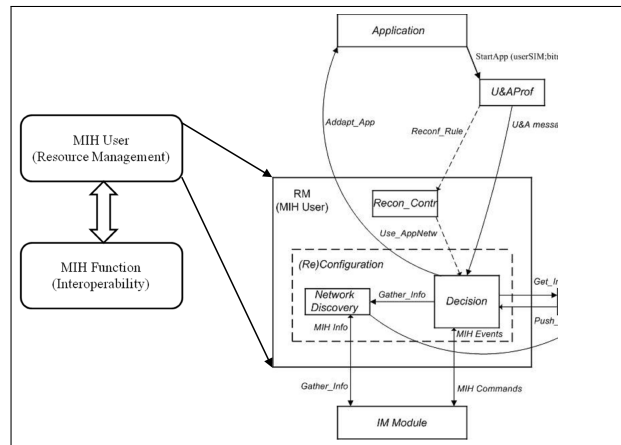 Application
StartApp (userSIM;bitr
U&AProf
Addapt_App
Reconf_Rule
U&A messa
MIH User
(Resource Management)
RM
(MIH User)
Recon_Contr
Use_AppNetw
MIH Function
(Interoperability)
(Re)Configuration
Network
Discovery
Gather_Info
Decision
Get_In
Push_
MIH Info
MIH Events
Gather_Info
MIH Commands
IM Module